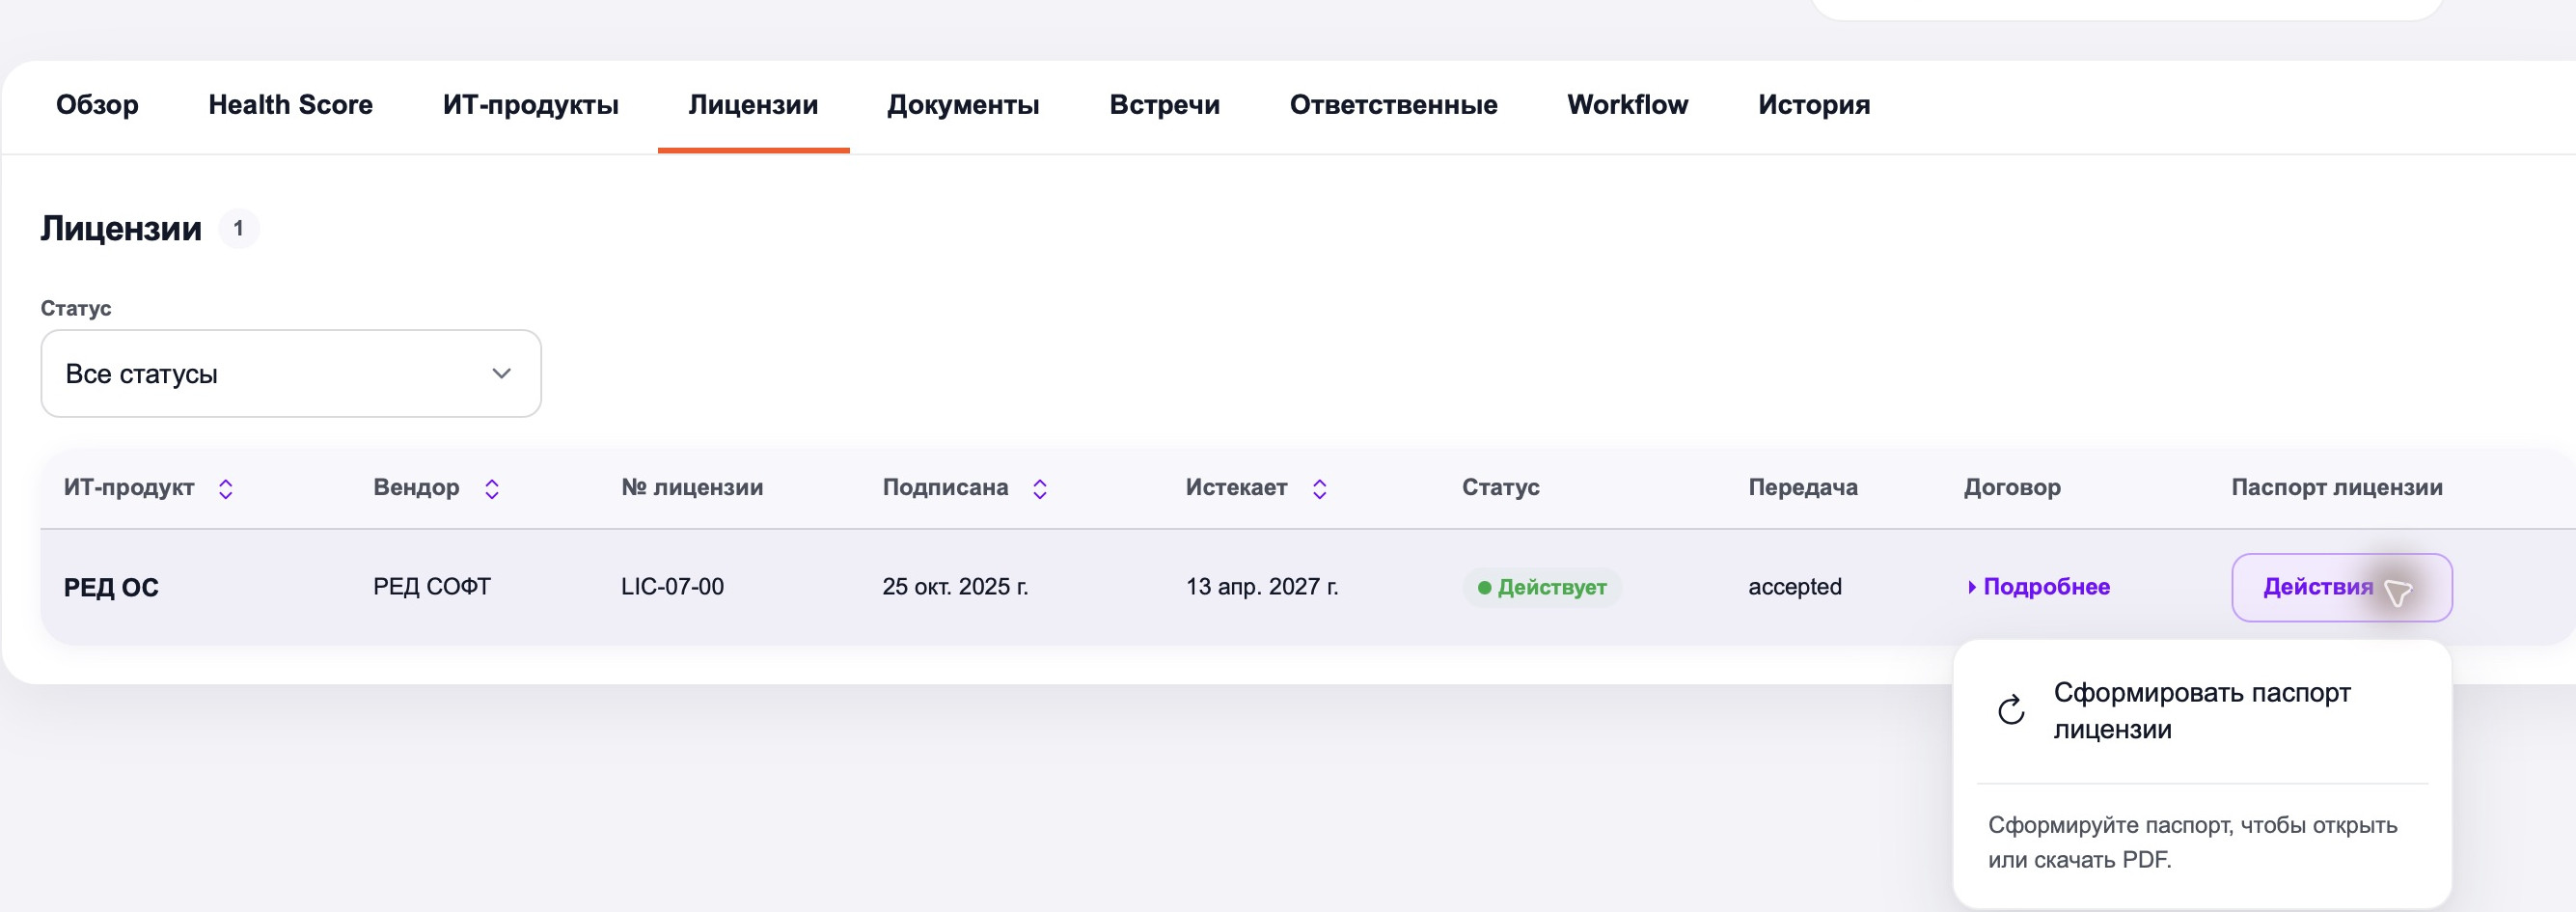 Обзор Health Score ИТ-продукты Лицензии Документы Встречи Ответственные Workflow История
Лицензии 1
Статус
Все статусы
ИТ-продукт Вендор № лицензии Подписана Истекает Статус Передача Договор Паспорт лицензии
РЕД ОС РЕД СОФТ LIC-07-00 25 окт. 2025 г. 13 апр. 2027 г. Действует accepted Подробнее Действия
Сформировать паспорт
лицензии
Сформируйте паспорт, чтобы открыть
или скачать PDF.